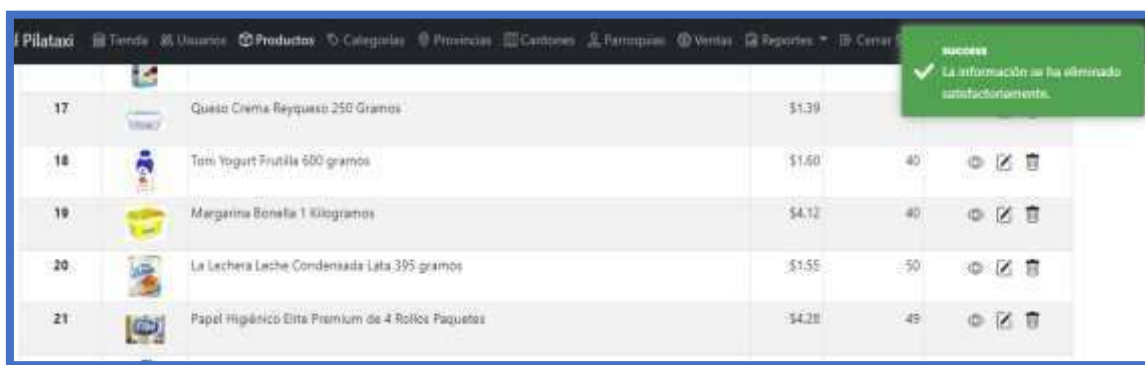 Pilataxi Tienda Usuarios Productos Categorías Provincias Cantones Parroquias Ventas Reportes Cerrar
success
La información se ha eliminado
satisfactoriamente.
17 Queso Crema Reyqueso 250 Gramos $1.39
18 Toni Yogurt Frutilla 600 gramos $1.60 40
19 Margarina Bonella 1 Kilogramos $4.12 40
20 La Lechera Leche Condensada Lata 395 gramos $1.55 50
21 Papel Higiénico Elite Premium de 4 Rollos Paquetes $4.28 49